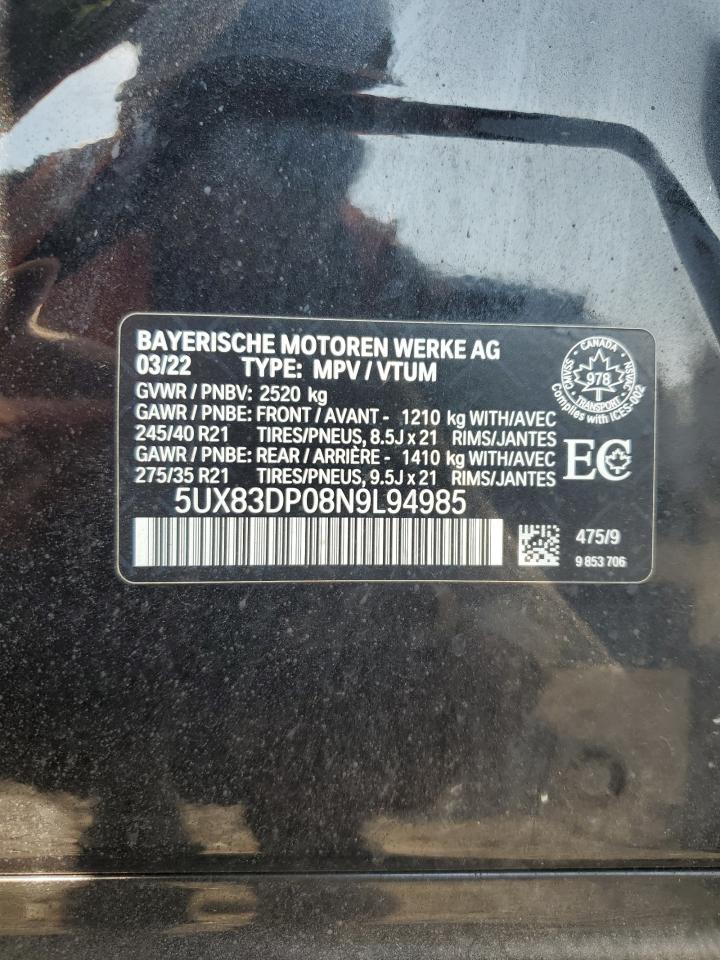 BAYERISCHE MOTOREN WERKE AG
03/22 TYPE: MPV / VTUM
GVWR / PNBV: 2520 kg
GAWR / PNBE: FRONT / AVANT - 1210 kg WITH/AVEC
245/40 R21 TIRES/PNEUS, 8.5J x 21 RIMS/JANTES
GAWR / PNBE: REAR / ARRIÈRE - 1410 kg WITH/AVEC
275/35 R21 TIRES/PNEUS, 9.5J x 21 RIMS/JANTES
5UX83DP08N9L94985
CANADA
CMVSS
NSVAC
978
TRANSPORT
Complies with ICES-002
EC
475/9
9 853 706